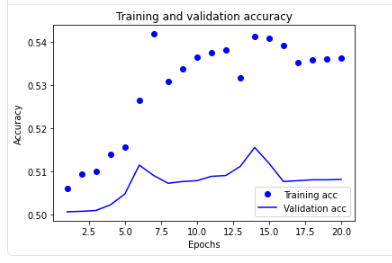 Training and validation accuracy
0.54
0.53
0.52
0.51
0.50
Accuracy
Training acc
Validation acc
2.5 5.0 7.5 10.0 12.5 15.0 17.5 20.0
Epochs